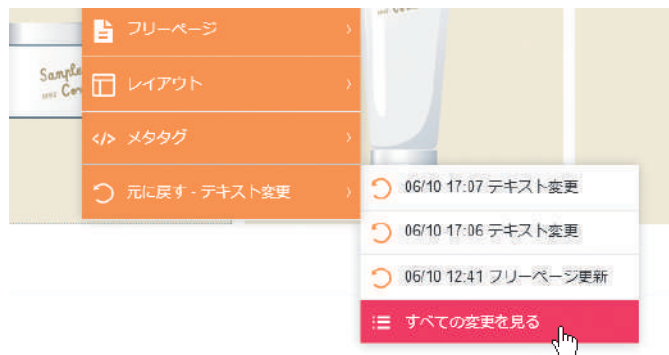 フリーページ
Sample
レイアウト
メタタグ
元に戻す - テキスト変更
06/10 17:07 テキスト変更
06/10 17:06 テキスト変更
06/10 12:41 フリーページ更新
すべての変更を見る